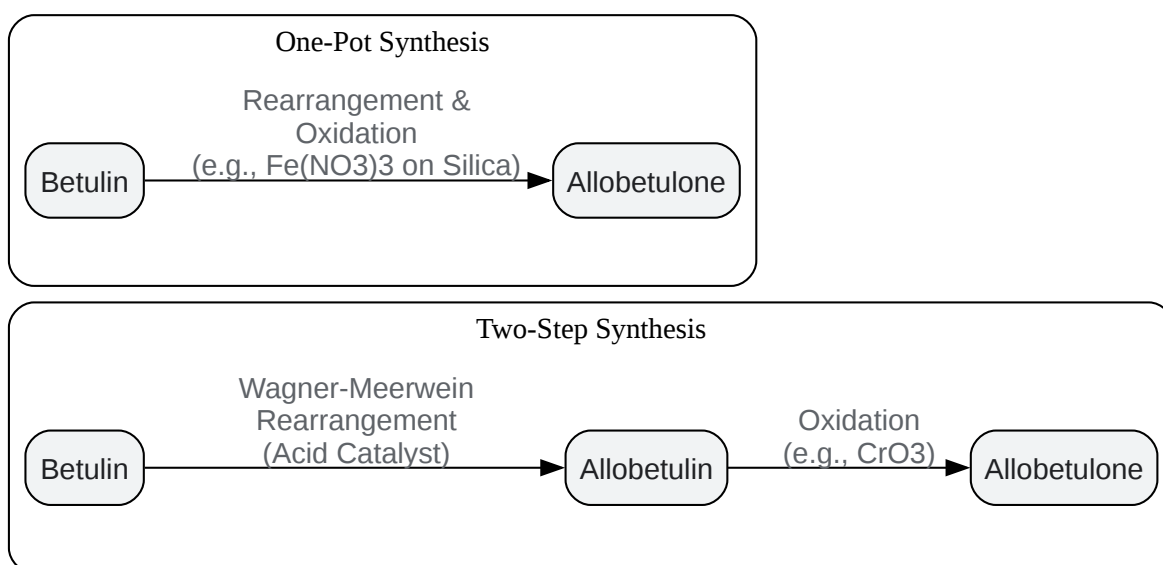 One-Pot Synthesis
Rearrangement &
Oxidation
(e.g., Fe(NO3)3 on Silica)
Betulin
Allobetulone
Two-Step Synthesis
Wagner-Meerwein
Rearrangement
(Acid Catalyst)
Oxidation
(e.g., CrO3)
Betulin
Allobetulin
Allobetulone